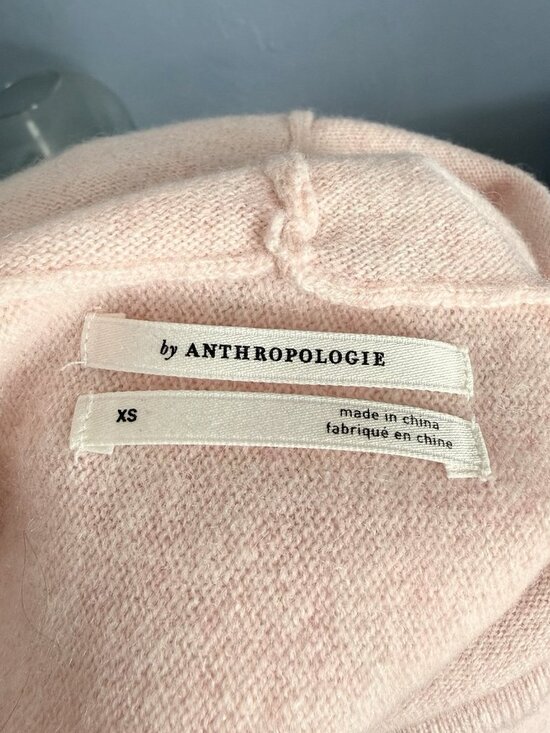 by ANTHROPOLOGIE
XS
made in china
fabriqué en chine